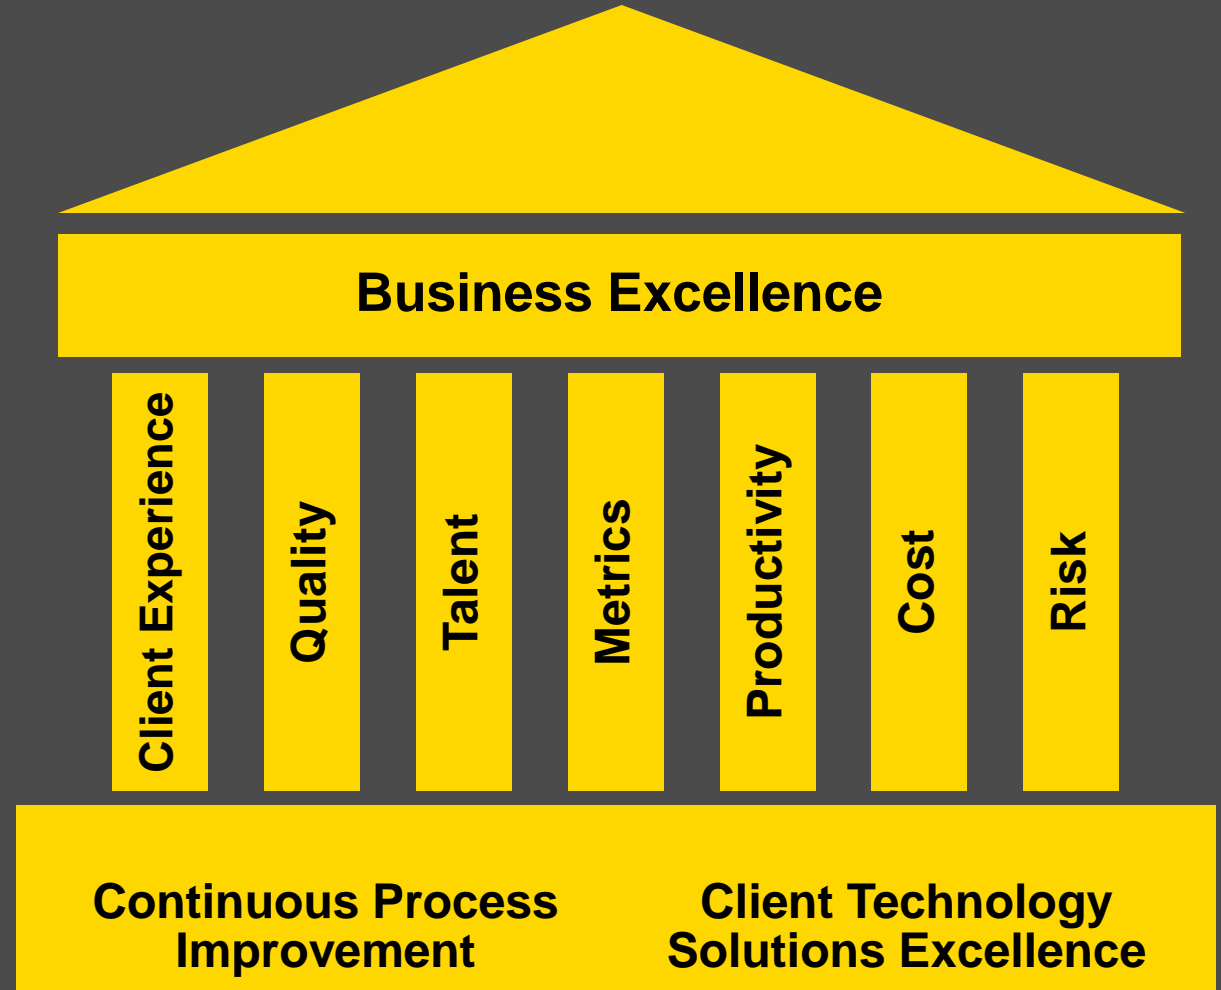 Business Excellence
Client Experience
Quality
Talent
Metrics
Productivity
Cost
Risk
Continuous Process
Improvement
Client Technology
Solutions Excellence